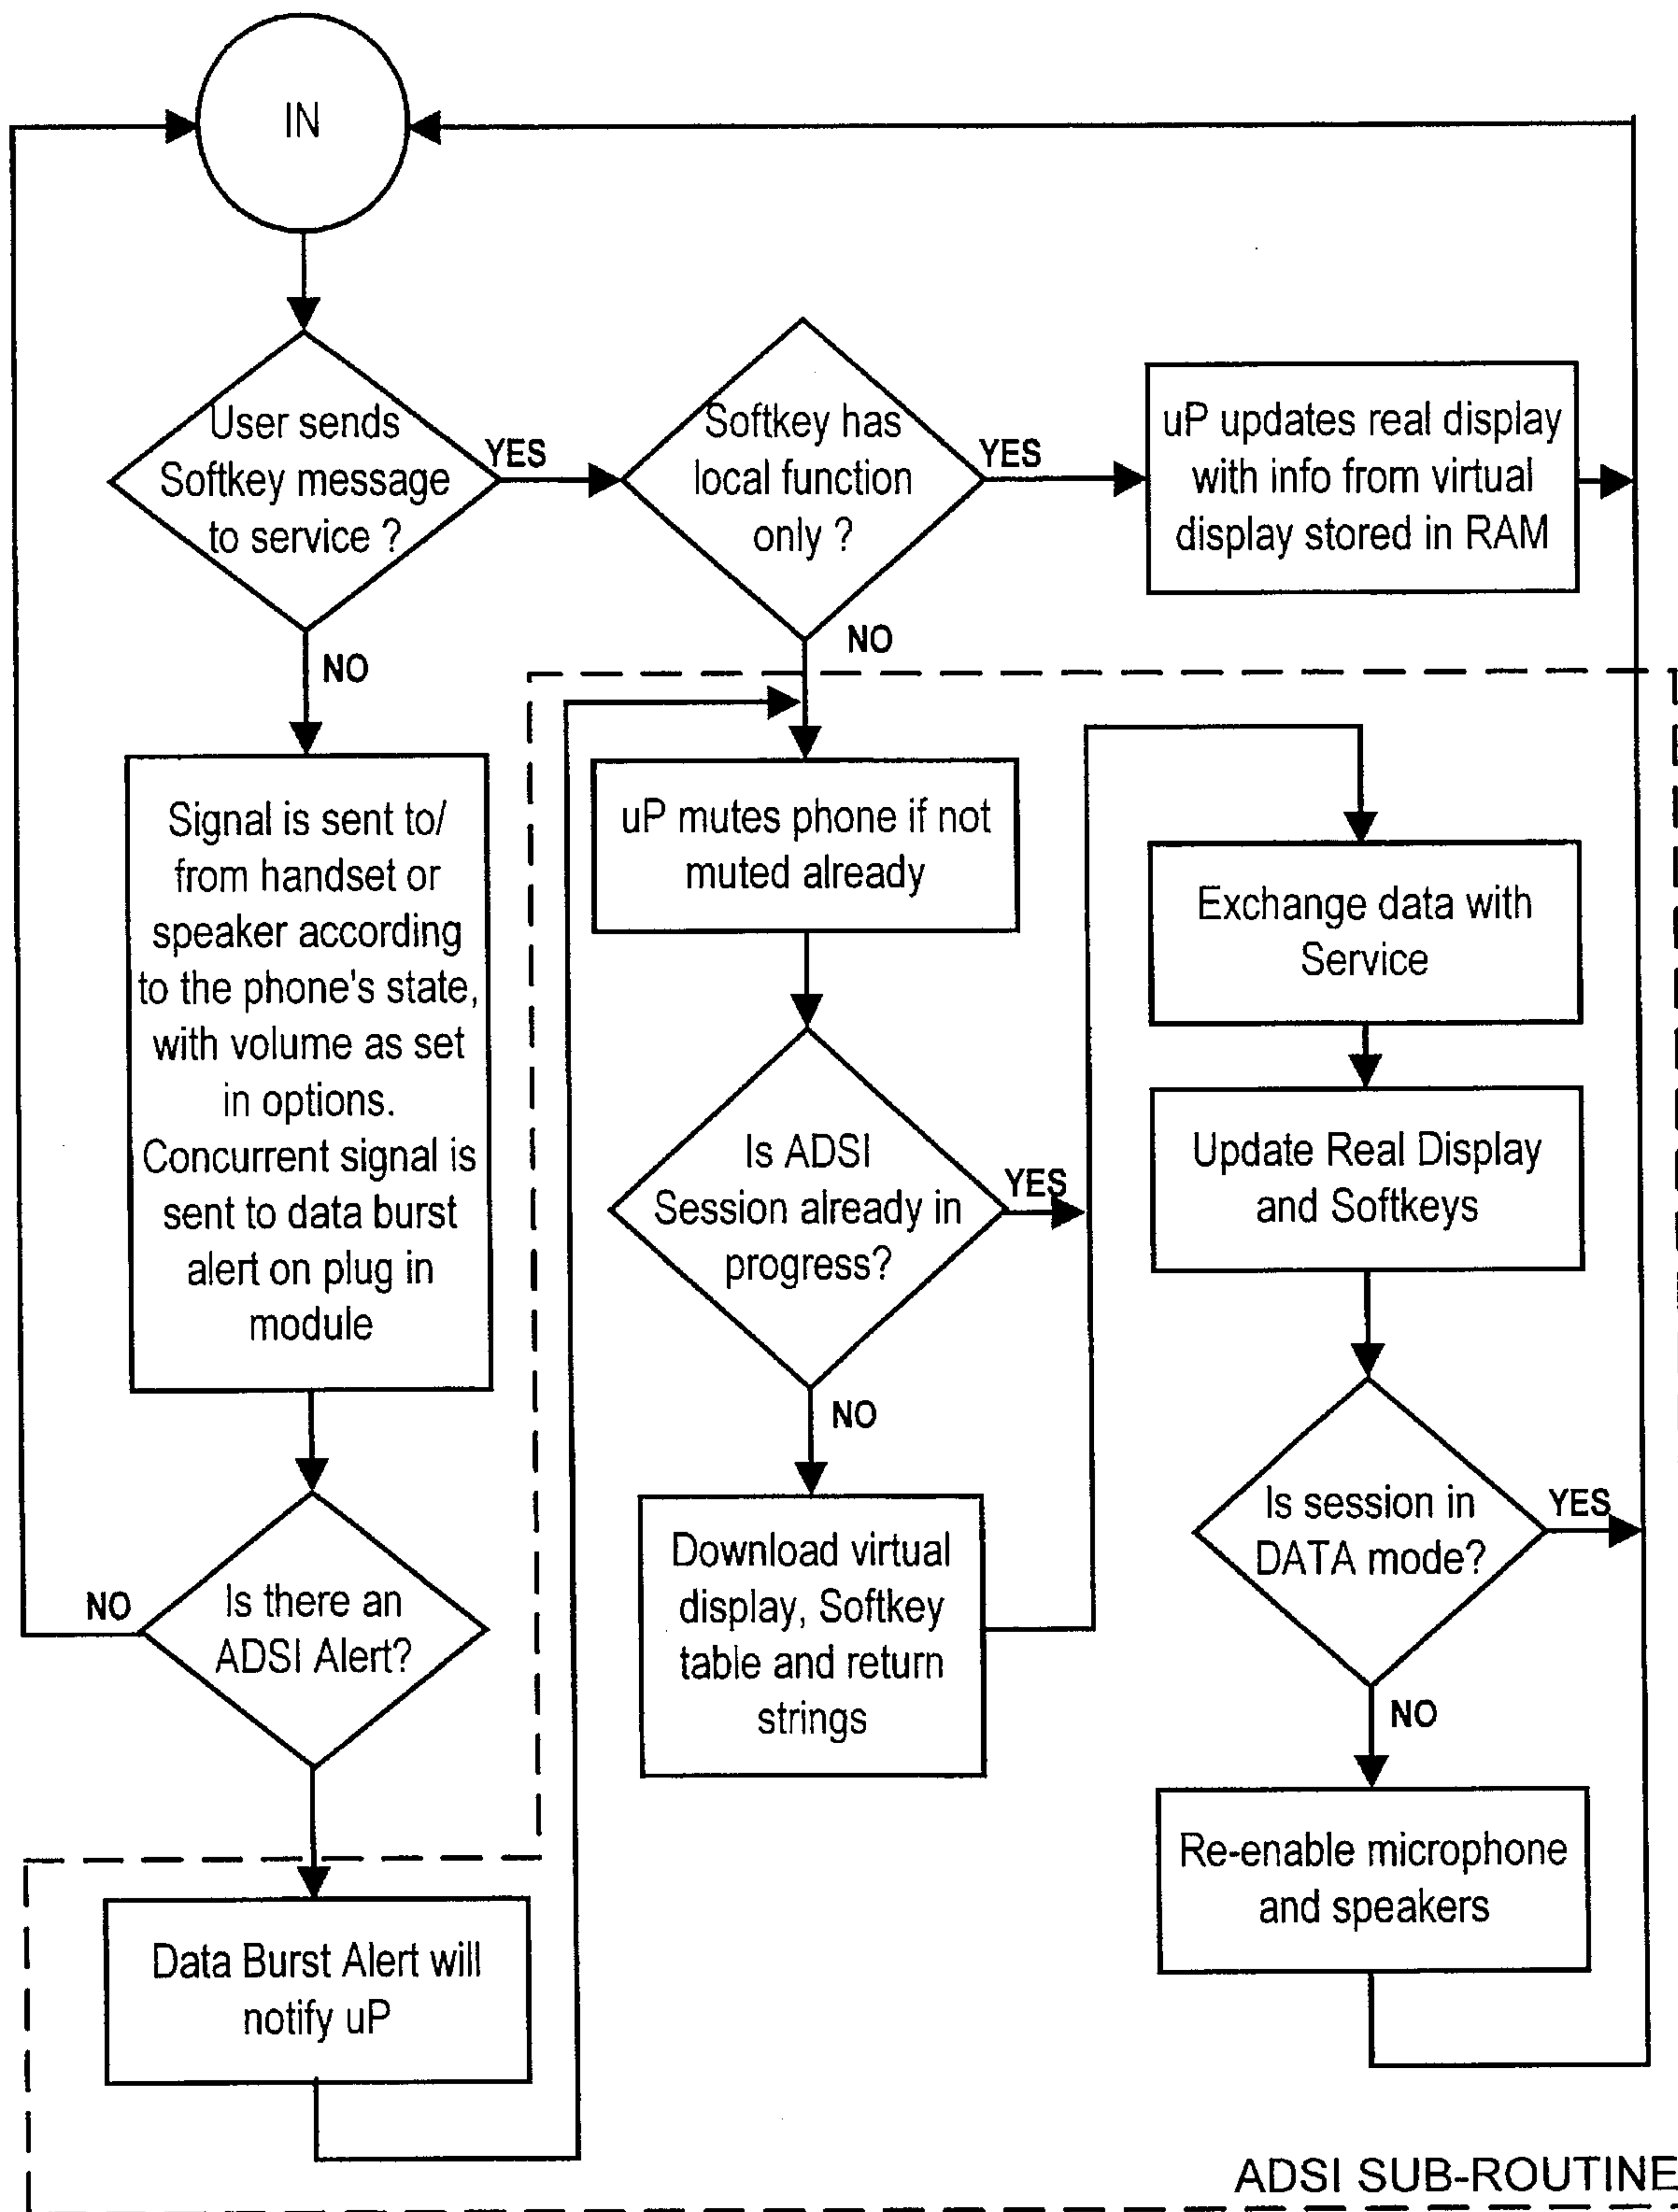 IN
User sends
Softkey message
to service ?
YES
Softkey has
local function
only ?
YES
uP updates real display
with info from virtual
display stored in RAM
NO
NO
Signal is sent to/
from handset or
speaker according
to the phone's state,
with volume as set
in options.
Concurrent signal is
sent to data burst
alert on plug in
module
uP mutes phone if not
muted already
Exchange data with
Service
Is ADSI
Session already in
progress?
YES
Update Real Display
and Softkeys
NO
Download virtual
display, Softkey
table and return
strings
Is session in
DATA mode?
YES
NO
Is there an
ADSI Alert?
NO
Re-enable microphone
and speakers
Data Burst Alert will
notify uP
ADSI SUB-ROUTINE